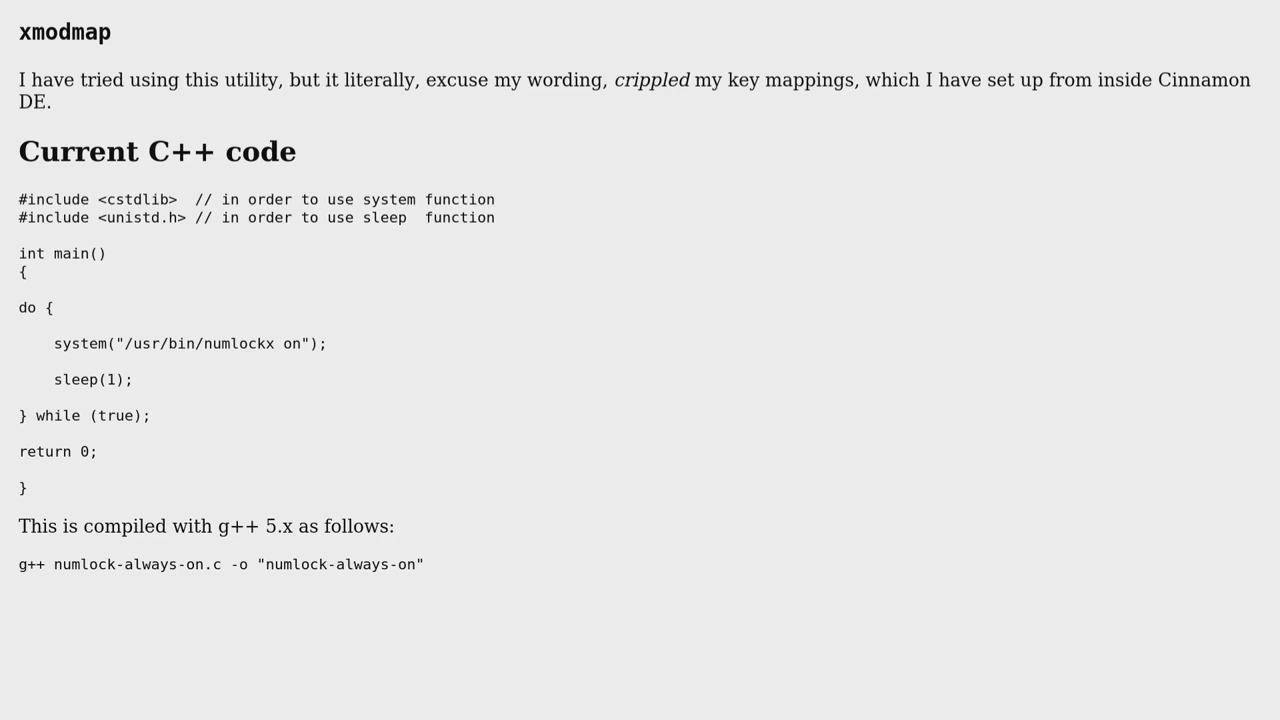 xmodmap
I have tried using this utility, but it literally, excuse my wording, crippled my key mappings, which I have set up from inside Cinnamon
DE.
Current C++ code
#include <cstdlib>  // in order to use system function
#include <unistd.h> // in order to use sleep  function
int main()
{
do {
    system("/usr/bin/numlockx on");
    sleep(1);
} while (true);
return 0;
}
This is compiled with g++ 5.x as follows:
g++ numlock-always-on.c -o "numlock-always-on"